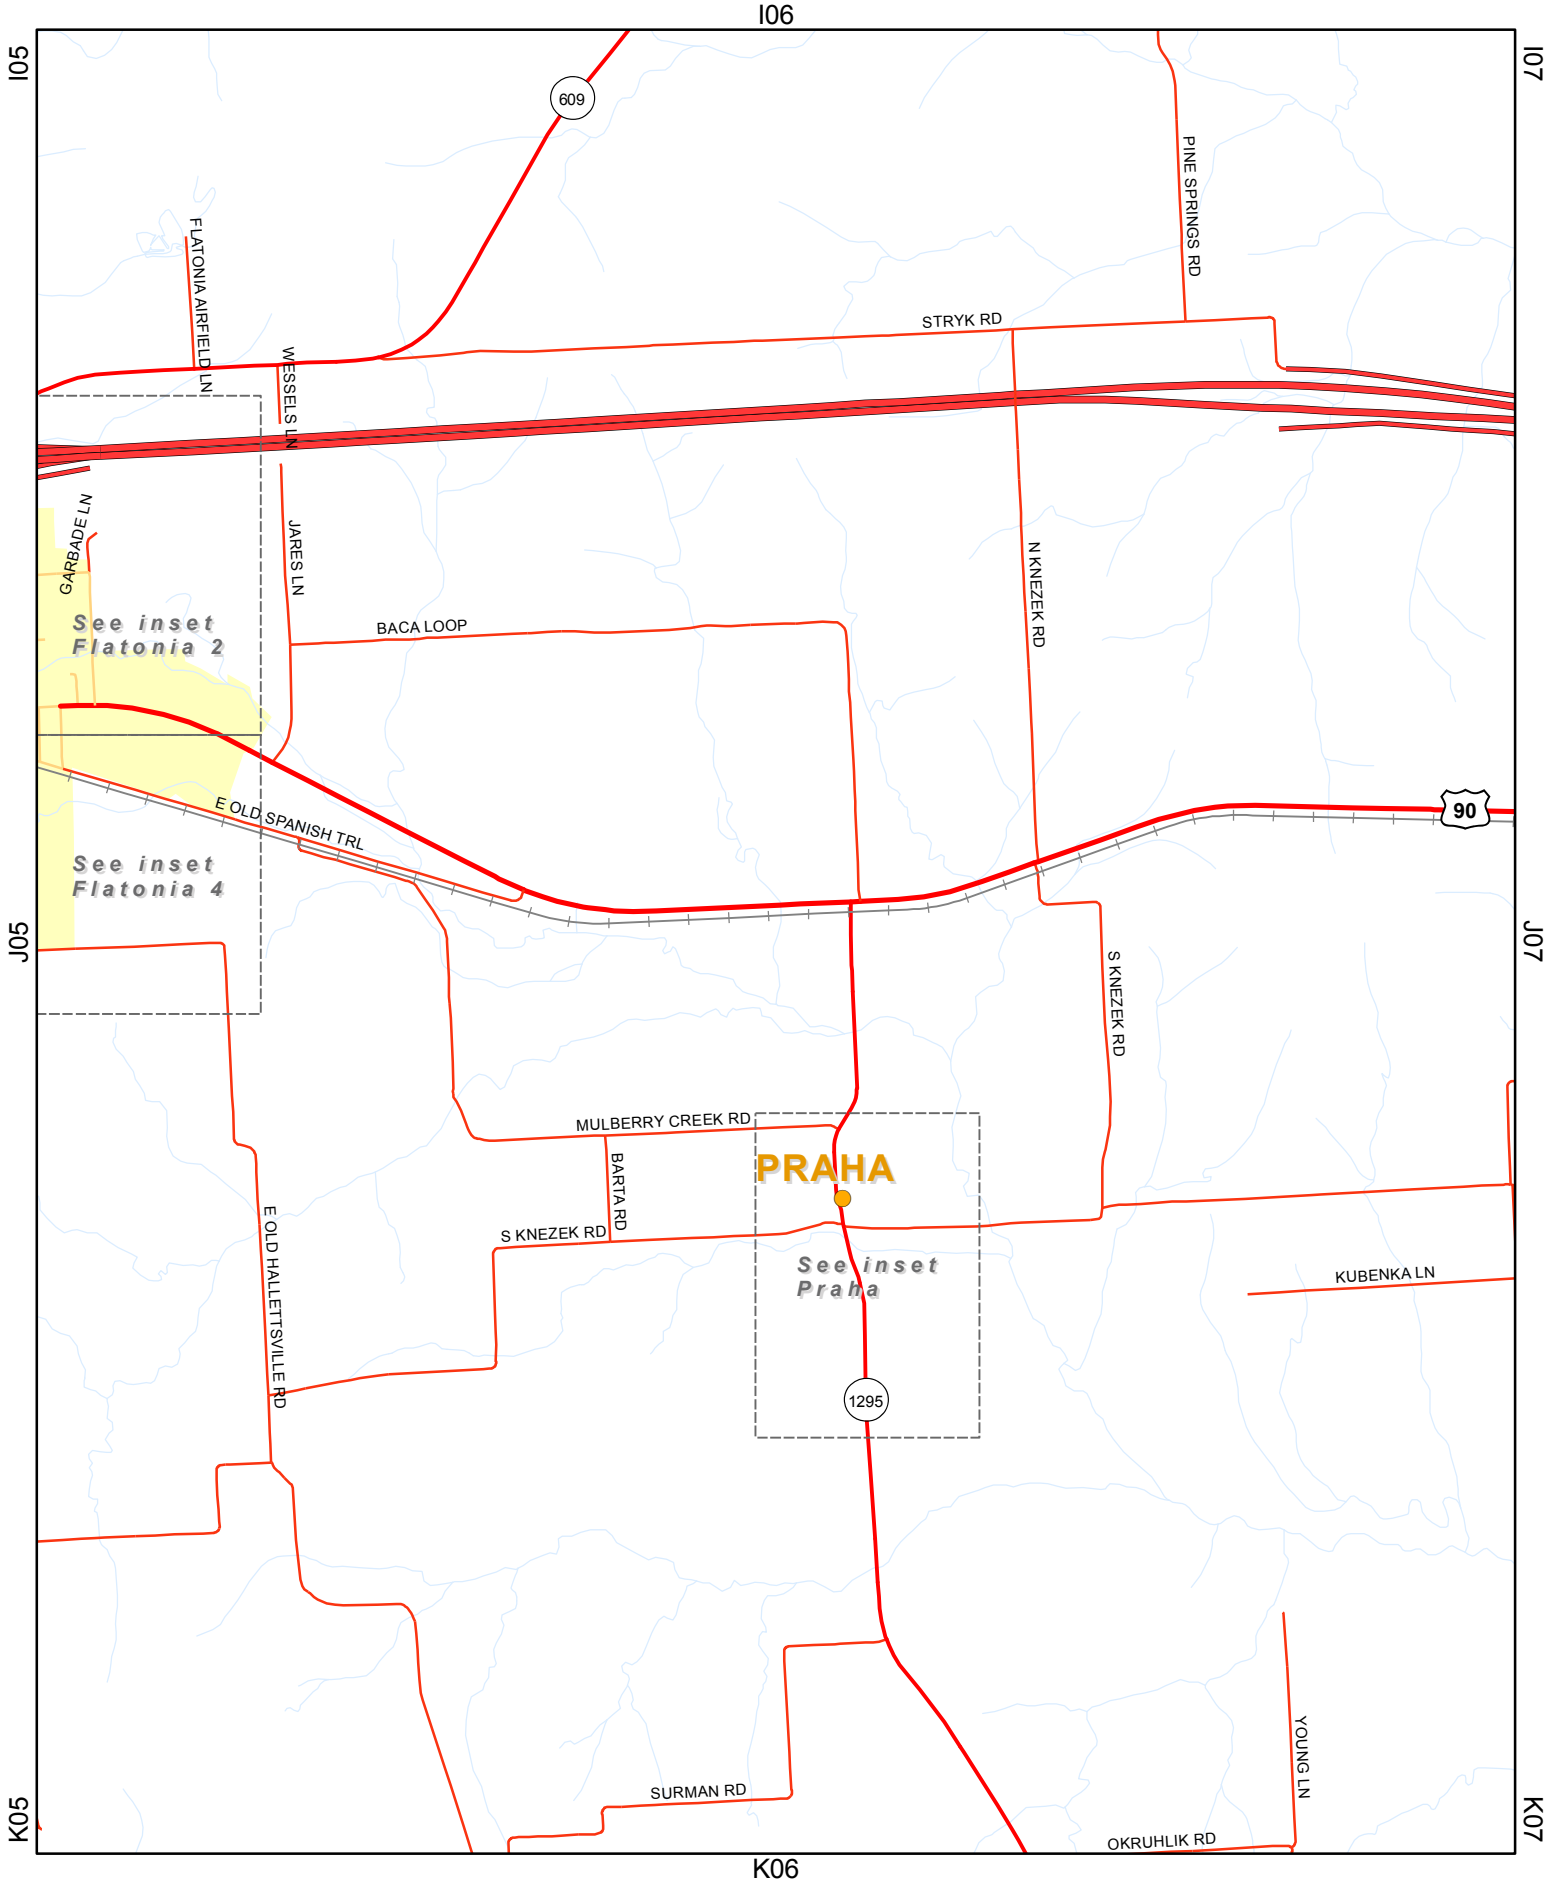 I06
I05
I07
609
PINE SPRINGS RD
FLATONIA AIRFIELD LN
STRYK RD
WESSELS LN
GARBADE LN
JARES LN
N KNEZEK RD
See inset
Flatonia 2
BACA LOOP
E OLD SPANISH TRL
90
See inset
Flatonia 4
J05
J07
S KNEZEK RD
MULBERRY CREEK RD
PRAHA
BARTA RD
S KNEZEK RD
E OLD HALLETTSVILLE RD
See inset
Praha
KUBENKA LN
1295
YOUNG LN
SURMAN RD
K05
K07
OKRUHLIK RD
K06